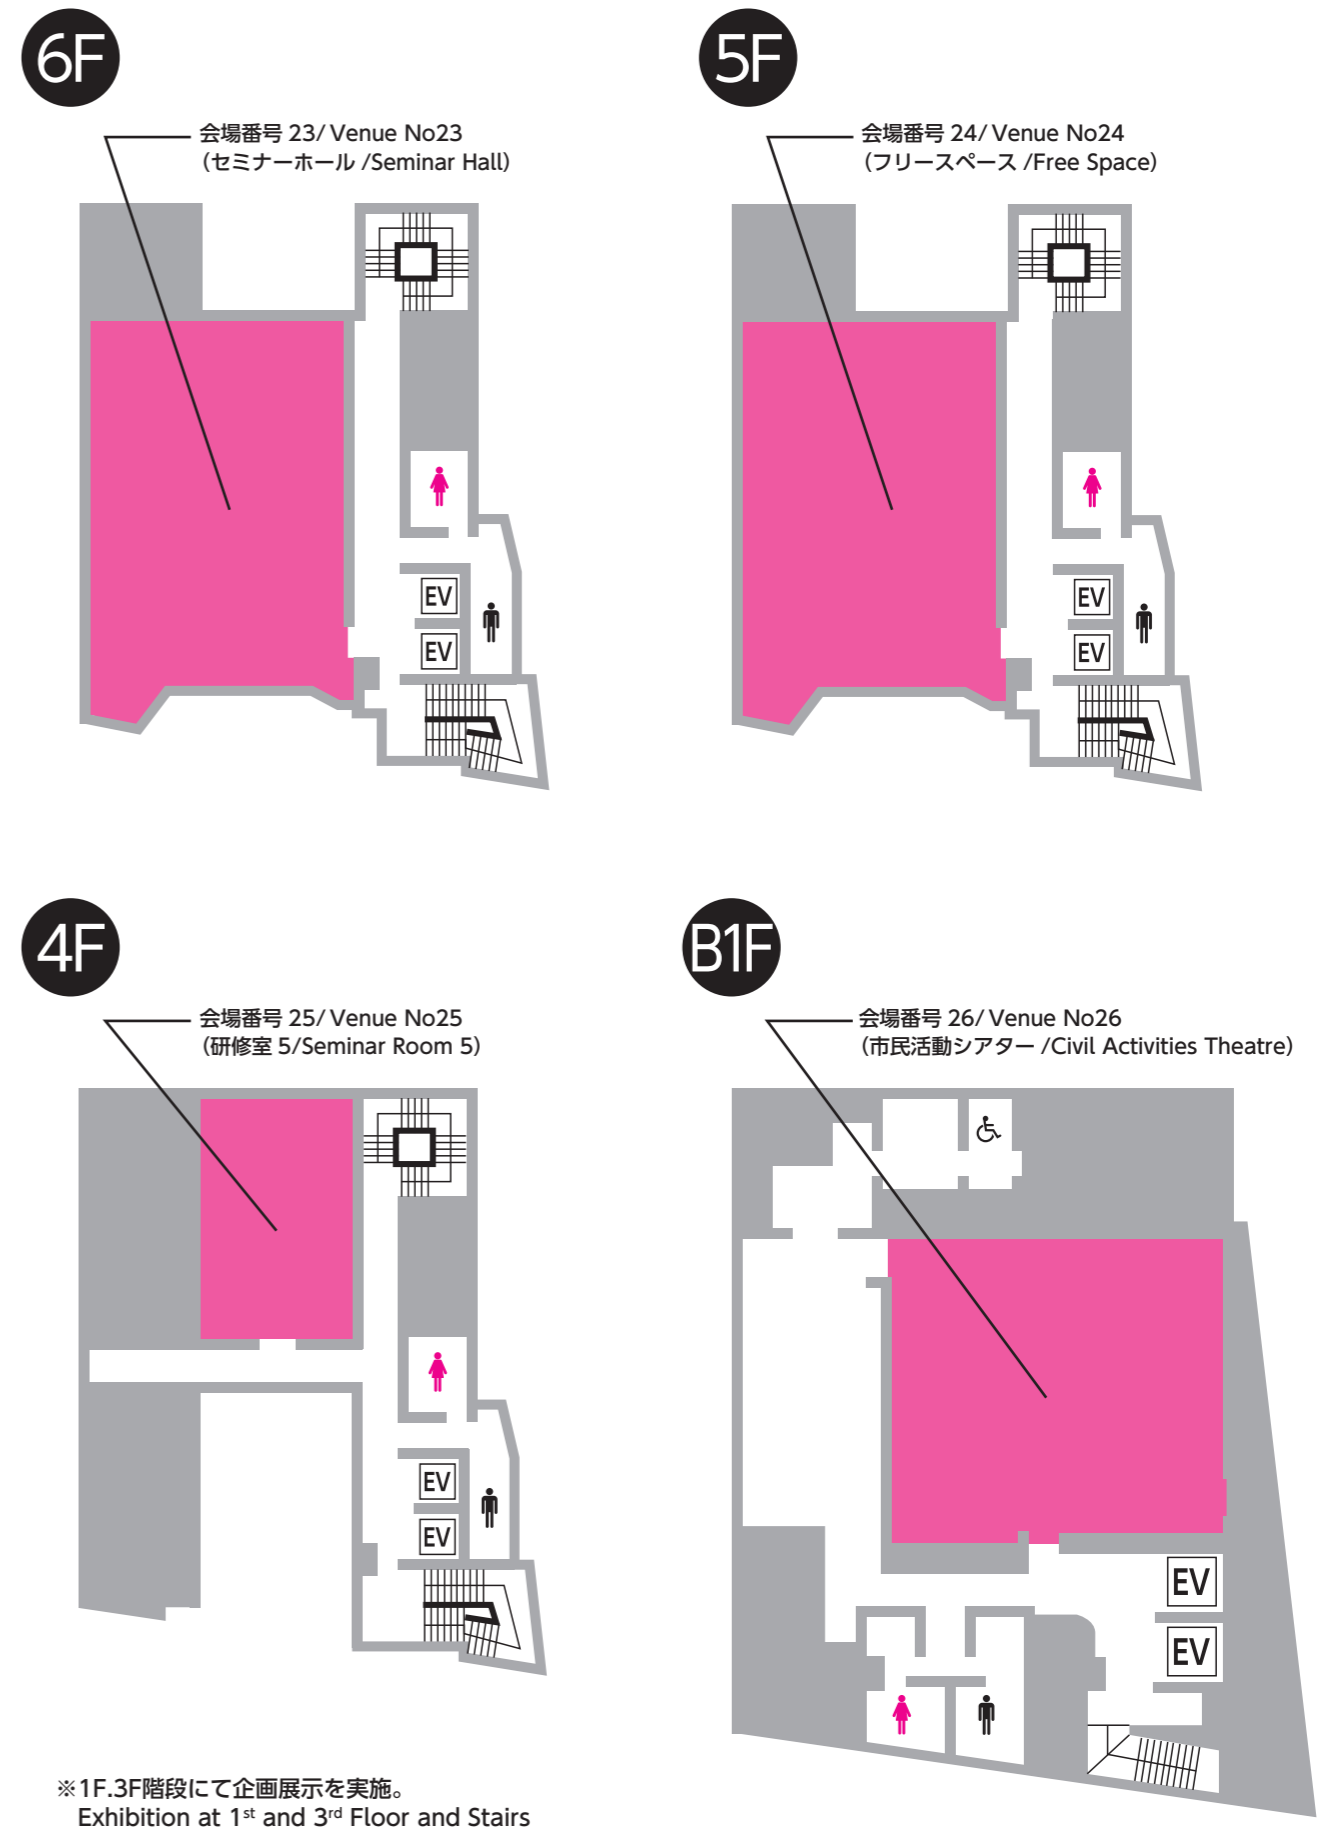 6F
会場番号 23/ Venue No23
(セミナーホール /Seminar Hall)
EV
EV
5F
会場番号 24/ Venue No24
(フリースペース /Free Space)
EV
EV
4F
会場番号 25/ Venue No25
(研修室 5/Seminar Room 5)
EV
EV
B1F
会場番号 26/ Venue No26
(市民活動シアター /Civil Activities Theatre)
EV
EV
※1F.3F階段にて企画展示を実施。
Exhibition at 1st and 3rd Floor and Stairs